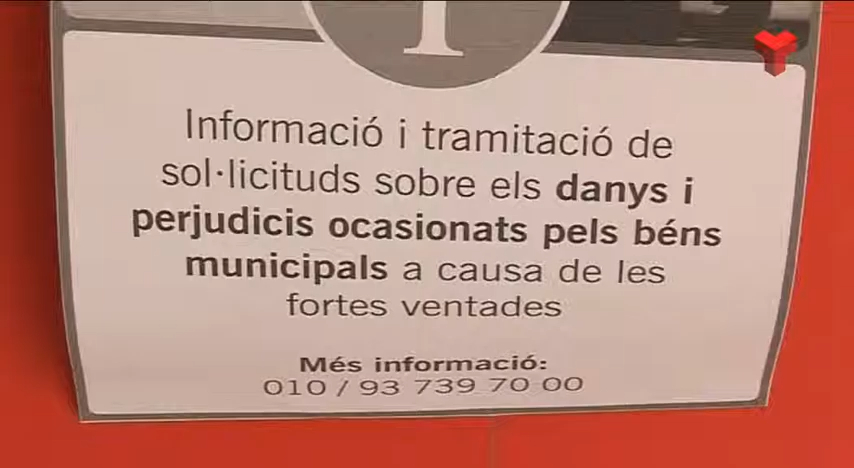 Informació i tramitació de
sol·licituds sobre els danys i
perjudicis ocasionats pels béns
municipals a causa de les
fortes ventades
Més informació:
010 / 93 739 70 00